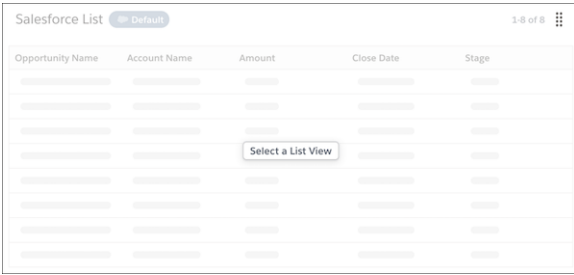 Salesforce List Default 1-8 of 8
Opportunity Name Account Name Amount Close Date Stage
Select a List View